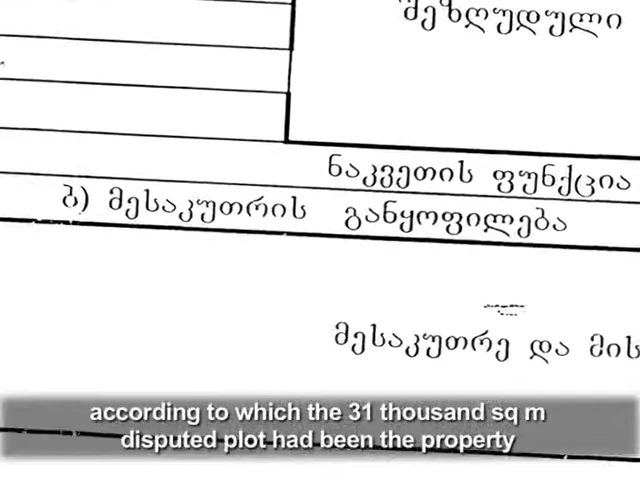 შეზღუდული
ნაკვეთის ფუნქცია
ბ) მესაკუთრის განყოფილება
მესაკუთრე და მის
according to which the 31 thousand sq m
disputed plot had been the property